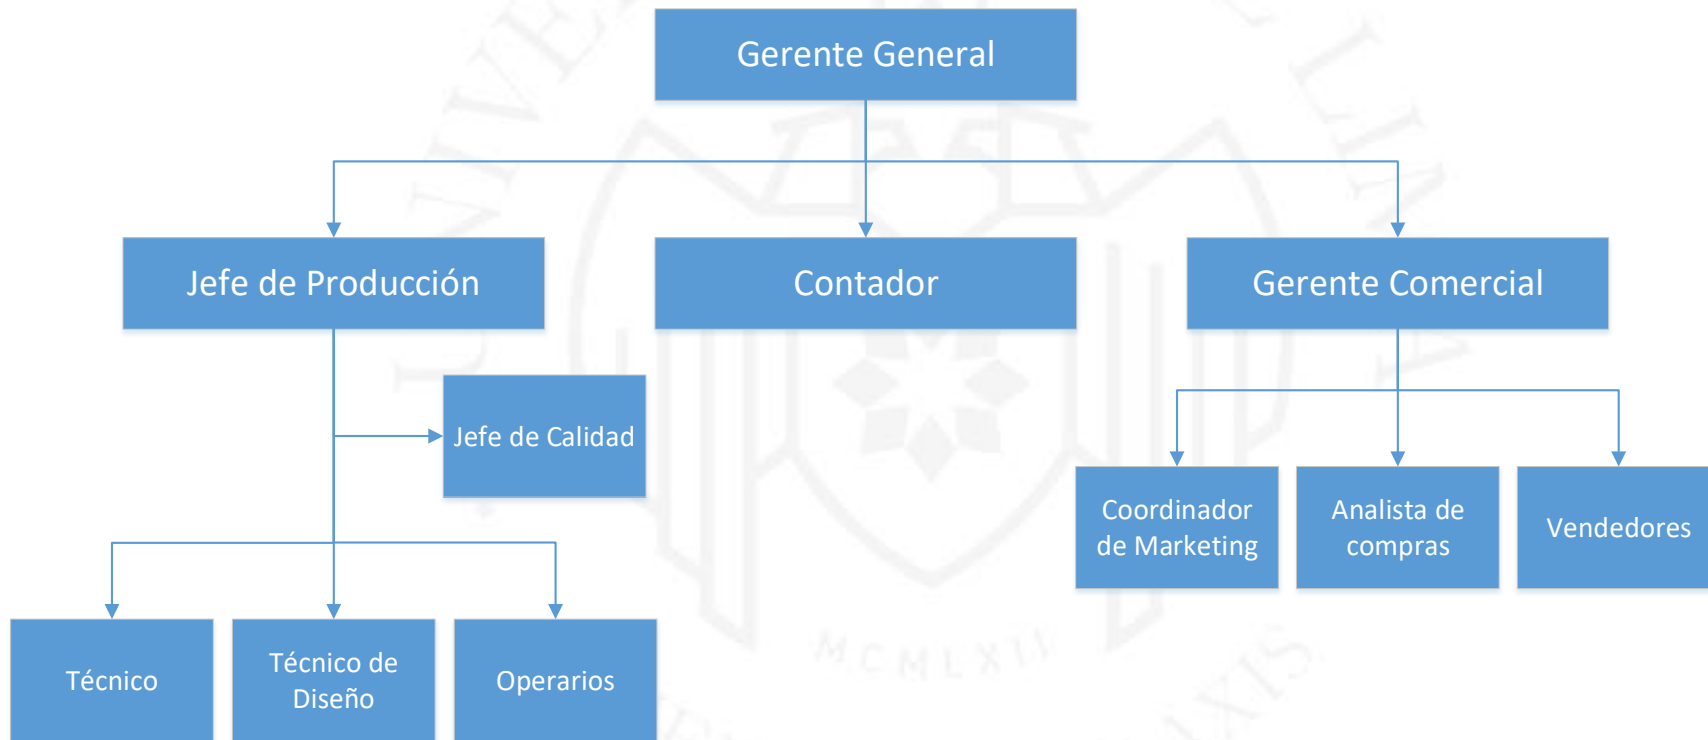 Gerente General
Jefe de Producción
Contador
Gerente Comercial
Jefe de Calidad
Coordinador
de Marketing
Analista de
compras
Vendedores
Técnico
Técnico de
Diseño
Operarios
MCMLXII